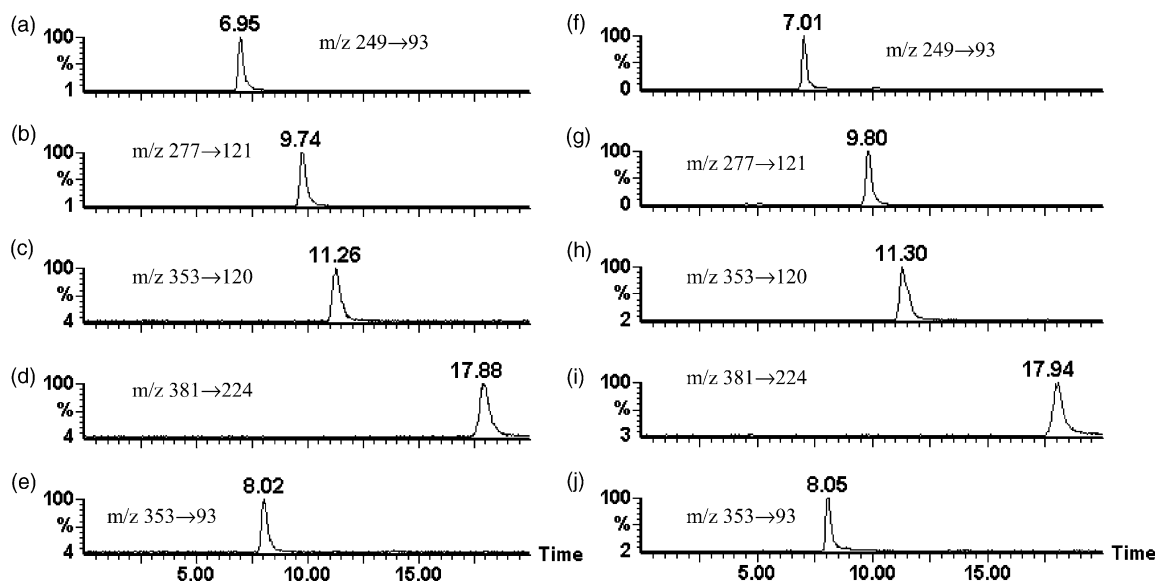 (a)
6.95
100
%
1
m/z 249→93
(b)
9.74
100
%
1
m/z 277→121
(c)
11.26
100
%
4
m/z 353→120
(d)
17.88
100
%
4
m/z 381→224
(e)
8.02
100
%
4
m/z 353→93
Time
5.00 10.00 15.00
(f)
7.01
100
%
0
m/z 249→93
(g)
9.80
100
%
0
m/z 277→121
(h)
11.30
100
%
2
m/z 353→120
(i)
17.94
100
%
3
m/z 381→224
(j)
8.05
100
%
2
m/z 353→93
Time
5.00 10.00 15.00